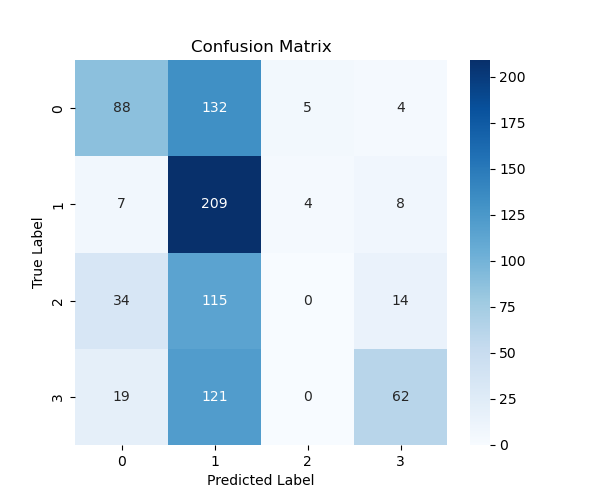 Confusion Matrix
True Label
0 88 132 5 4
1 7 209 4 8
2 34 115 0 14
3 19 121 0 62
0 1 2 3
Predicted Label
200
175
150
125
100
75
50
25
0